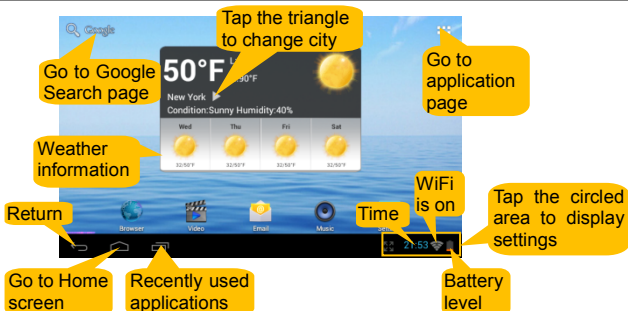 Tap the triangle
to change city
Google
Go to Google
Search page
Go to
application
page
50°F
90°F
New York
Condition:Sunny Humidity:40%
Wed Thu Fri Sat
32/50°F 32/50°F 32/50°F 32/50°F
Weather
information
WiFi
is on
Tap the circled
area to display
settings
Return
Time
Browser Video Email Music
21:53
Go to Home
screen
Recently used
applications
Battery
level